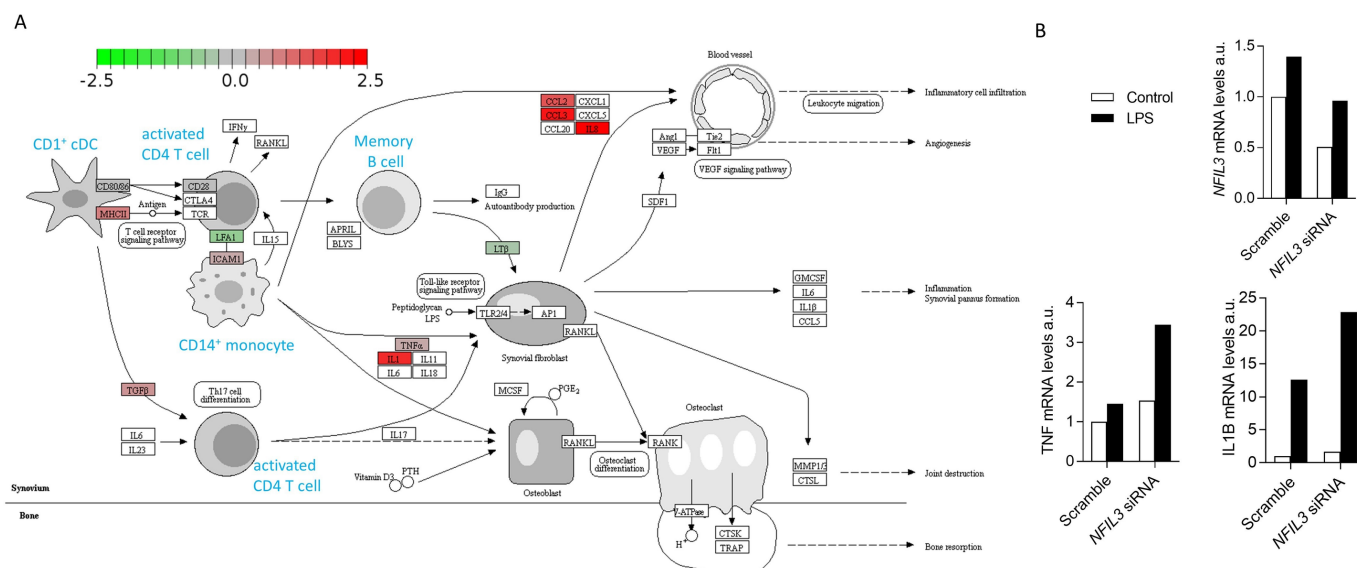 A
-2.5
0.0
2.5
CD1⁺ cDC
activated
CD4 T cell
IFNγ
RANKL
CD80/86
CD28
CTLA4
MHCII
Antigen
TCR
T cell receptor
signaling pathway
LFA1
IL15
ICAM1
CD14⁺ monocyte
Memory
B cell
APRIL
BLYS
IgG
Autoantibody production
LTβ
CCL2
CXCL1
CCL3
CXCL5
CCL20
IL8
Blood vessel
Leukocyte migration
Inflammatory cell infiltration
Ang1
Tie2
VEGF
Flt1
Angiogenesis
VEGF signaling pathway
SDF1
Toll-like receptor
signaling pathway
Peptidoglycan
LPS
TLR2/4
AP1
RANKL
Synovial fibroblast
GMCSF
IL6
IL1β
CCL5
Inflammation
Synovial pannus formation
TNFα
IL1
IL11
IL6
IL18
TGFβ
Th17 cell
differentiation
IL6
IL23
activated
CD4 T cell
IL17
MCSF
PGE2
RANKL
Osteoblast
Vitamin D3
PTH
Osteoclast
RANK
Osteoclast
differentiation
MMP1/3
CTSL
Joint destruction
Synovium
Bone
V-ATPase
H+
CTSK
TRAP
Bone resorption
B
Control
LPS
NFIL3 mRNA levels a.u.
1.5
1.0
0.5
0.0
Scramble
NFIL3 siRNA
TNF mRNA levels a.u.
4
3
2
1
0
Scramble
NFIL3 siRNA
IL1B mRNA levels a.u.
25
20
15
10
5
0
Scramble
NFIL3 siRNA